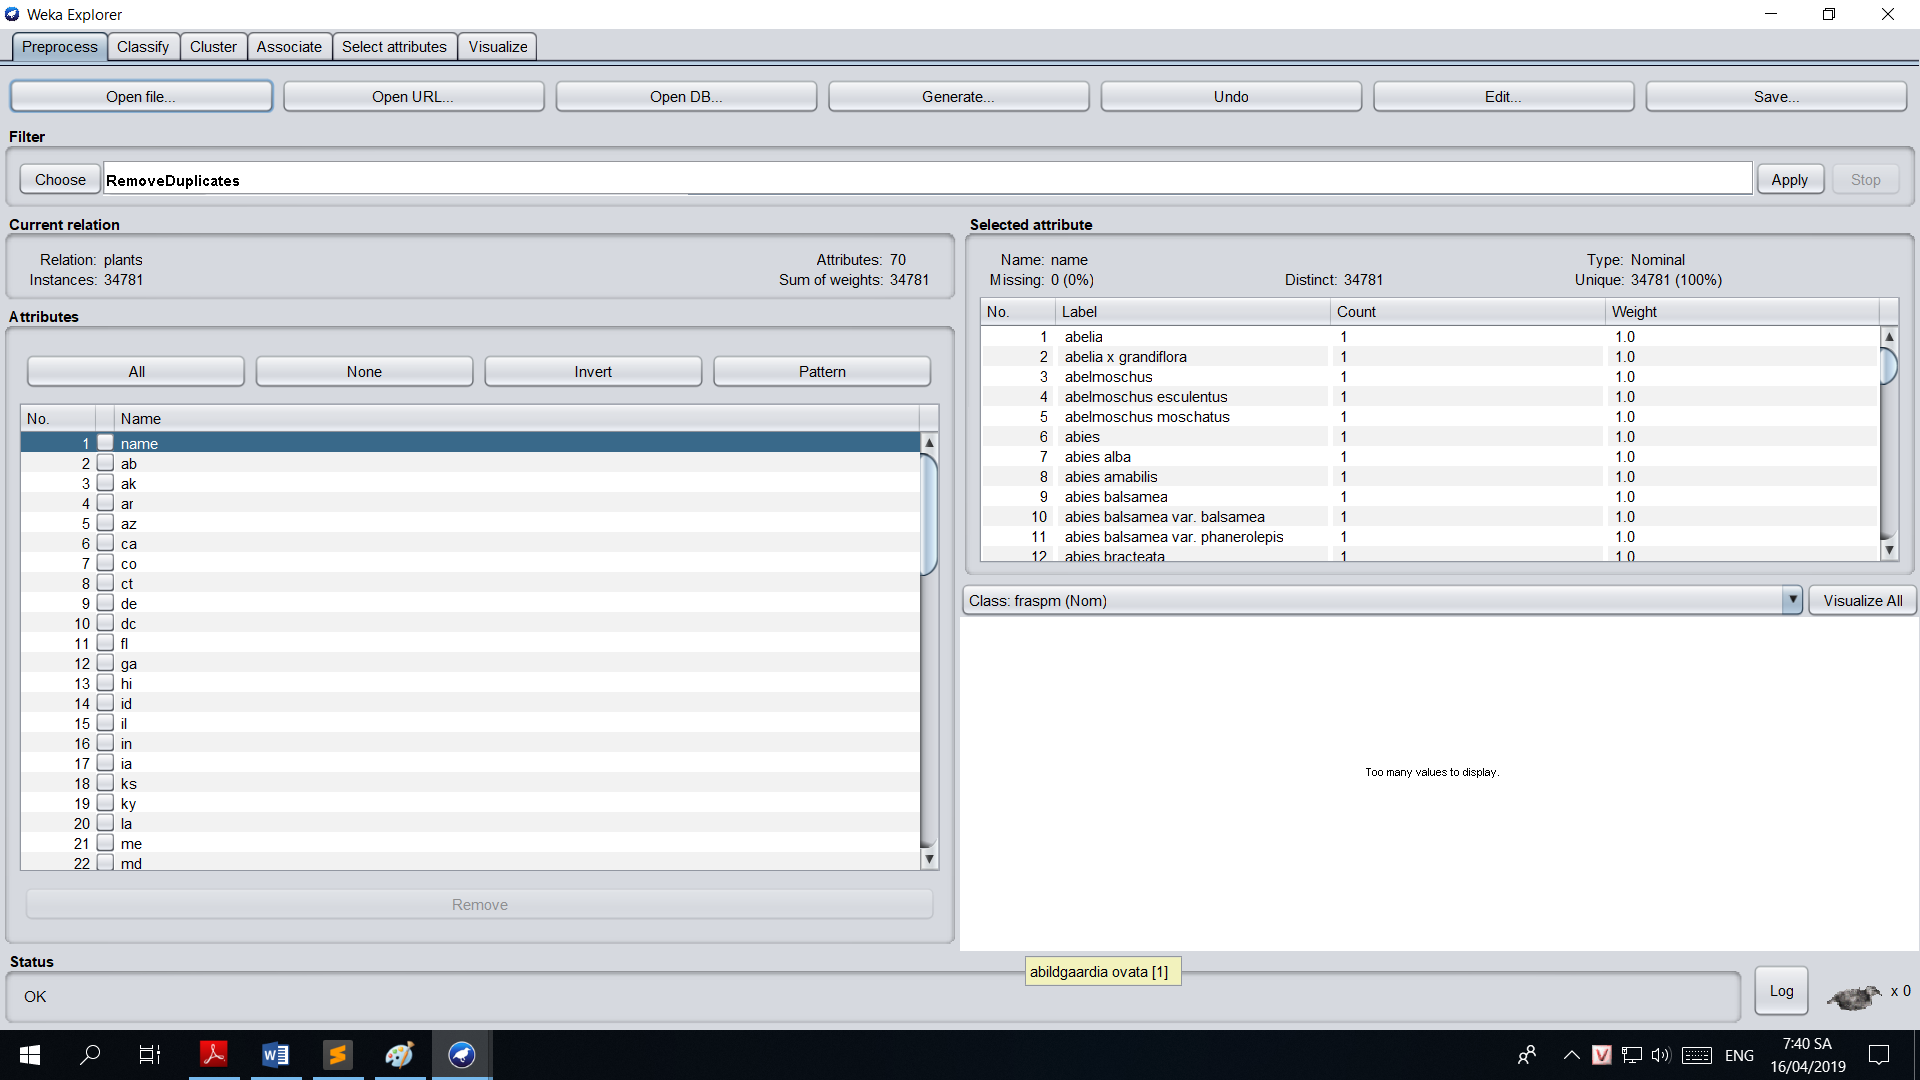 Weka Explorer
Preprocess Classify Cluster Associate Select attributes Visualize
Open file... Open URL... Open DB... Generate... Undo Edit... Save...
Filter
Choose RemoveDuplicates Apply Stop
Current relation
Relation: plants Attributes: 70
Instances: 34781 Sum of weights: 34781
Attributes
All None Invert Pattern
No. Name
1 name
2 ab
3 ak
4 ar
5 az
6 ca
7 co
8 ct
9 de
10 dc
11 fl
12 ga
13 hi
14 id
15 il
16 in
17 ia
18 ks
19 ky
20 la
21 me
22 md
Remove
Selected attribute
Name: name Type: Nominal
Missing: 0 (0%) Distinct: 34781 Unique: 34781 (100%)
No. Label Count Weight
1 abelia 1 1.0
2 abelia x grandiflora 1 1.0
3 abelmoschus 1 1.0
4 abelmoschus esculentus 1 1.0
5 abelmoschus moschatus 1 1.0
6 abies 1 1.0
7 abies alba 1 1.0
8 abies amabilis 1 1.0
9 abies balsamea 1 1.0
10 abies balsamea var. balsamea 1 1.0
11 abies balsamea var. phanerolepis 1 1.0
12 abies bracteata 1 1.0
Class: fraspm (Nom) Visualize All
Too many values to display.
abildgaardia ovata [1]
Status
OK
Log x 0
ENG
7:40 SA
16/04/2019